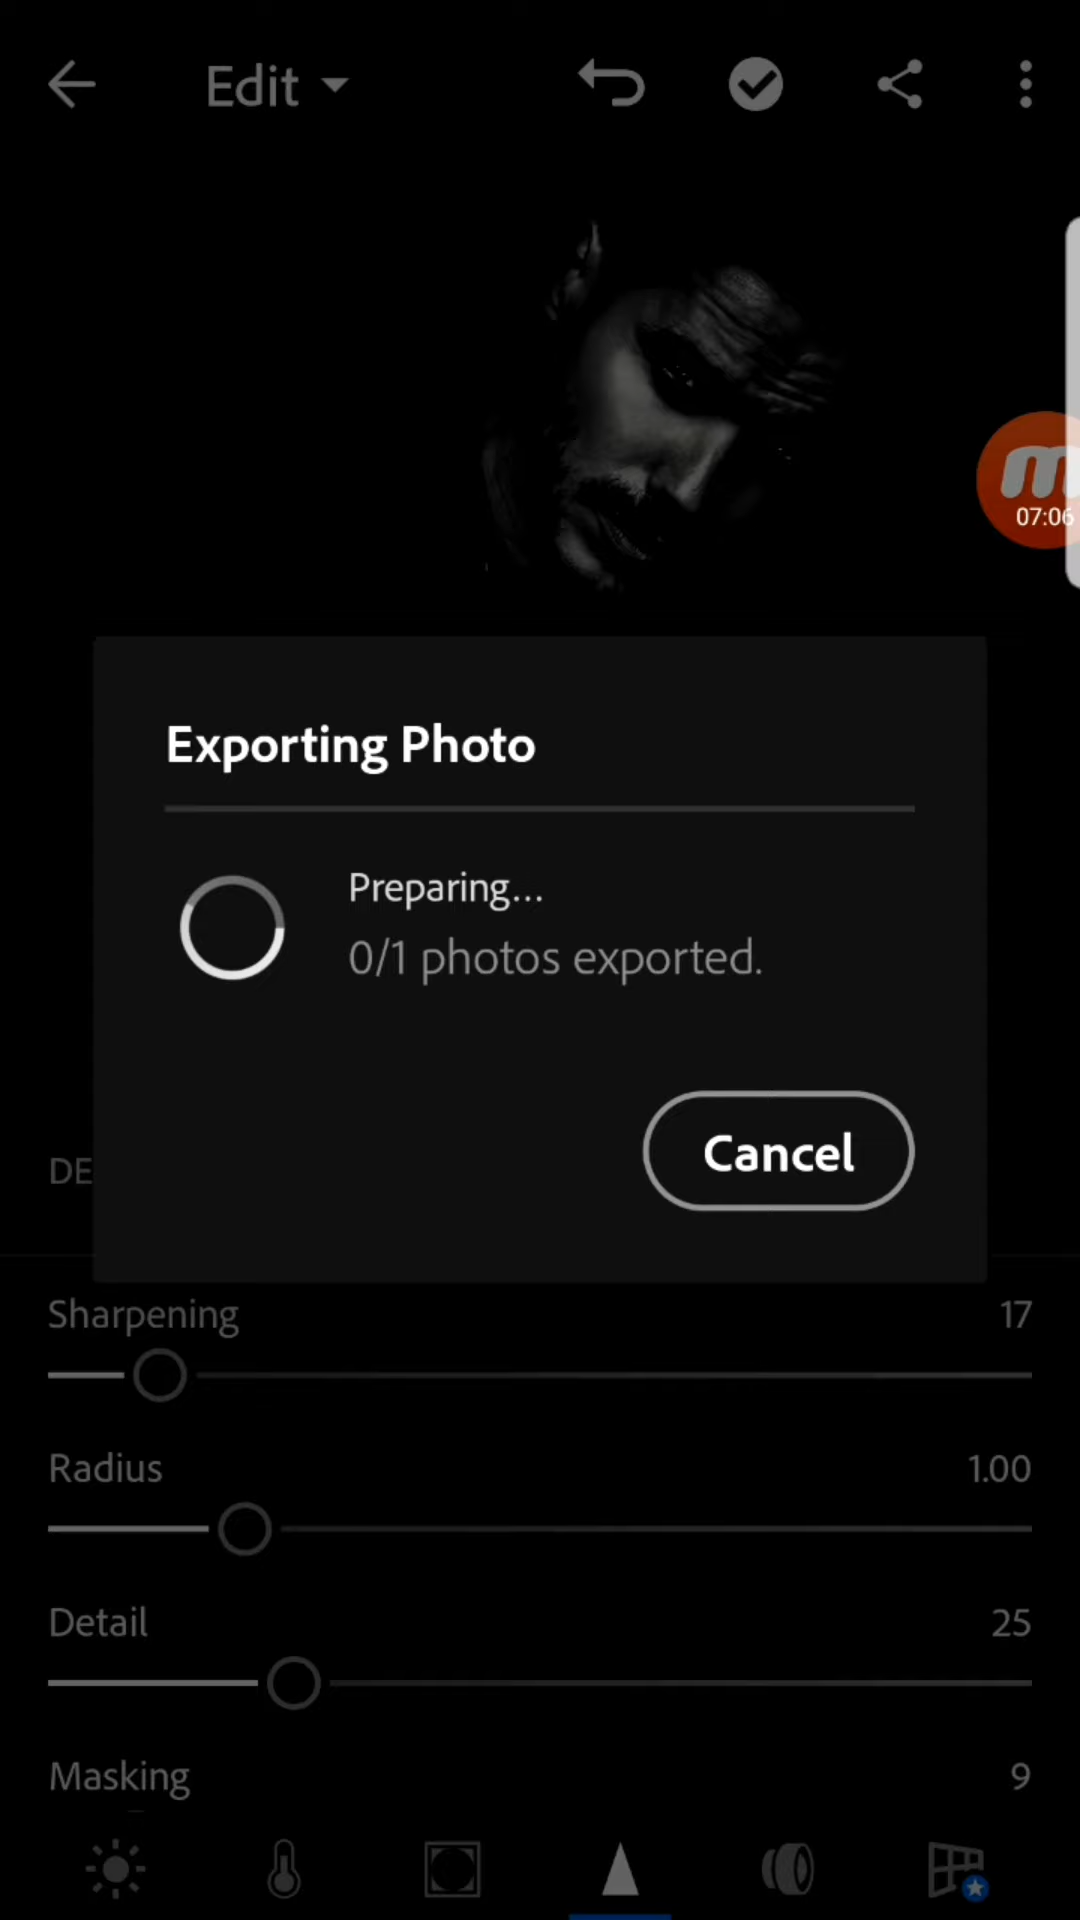 Edit
07:06
Exporting Photo
Preparing...
0/1 photos exported.
Cancel
DE
Sharpening 17
Radius 1.00
Detail 25
Masking 9